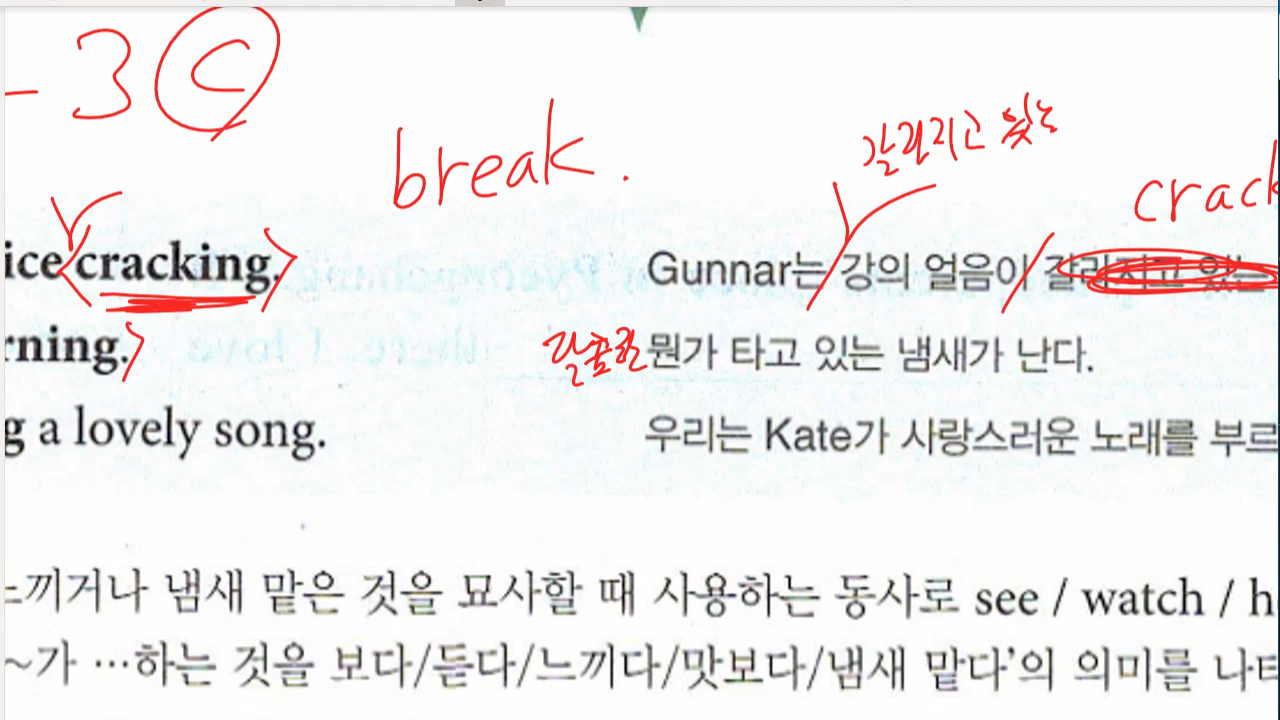 - 3 C
break.
갈라지고 있는
crack
ice cracking.
Gunnar는 강의 얼음이 갈라지고 있는
rning.
달콤한 뭔가 타고 있는 냄새가 난다.
g a lovely song.
우리는 Kate가 사랑스러운 노래를 부르
느끼거나 냄새 맡은 것을 묘사할 때 사용하는 동사로 see / watch / h
~가 …하는 것을 보다/듣다/느끼다/맛보다/냄새 맡다’의 의미를 나타